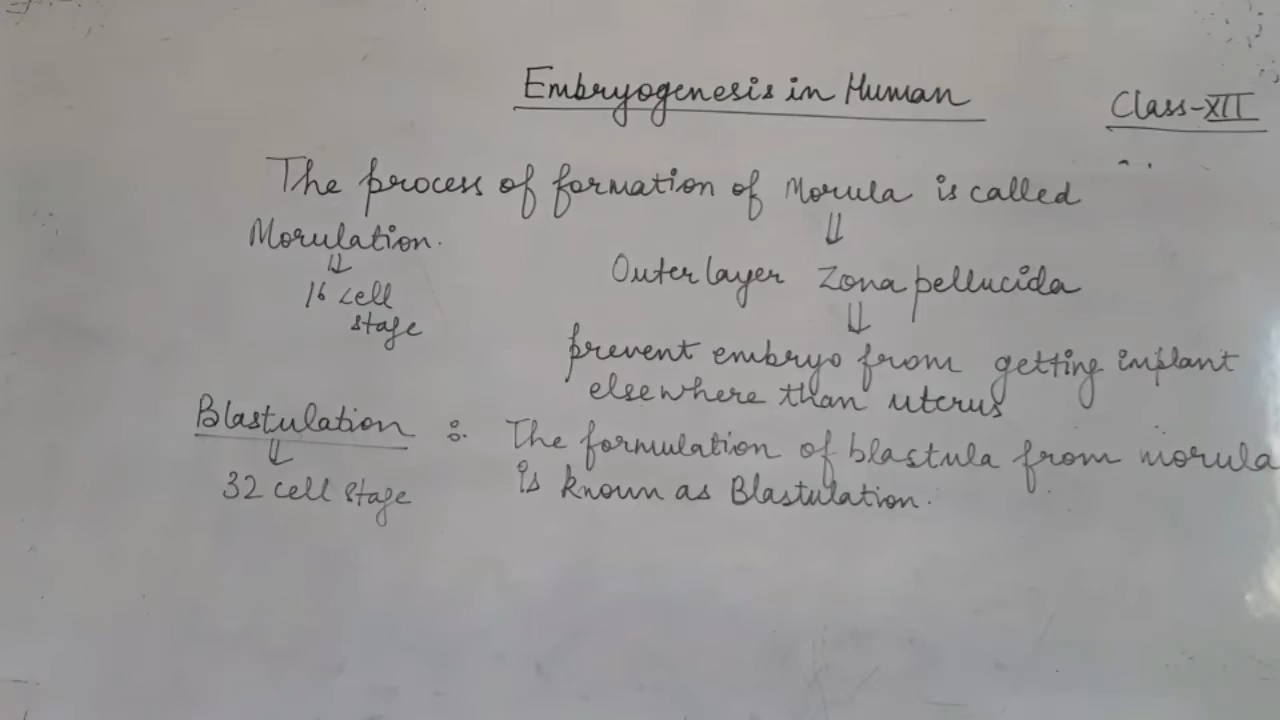 Embryogenesis in Human
Class-XII
The process of formation of Morula is called
Morulation.
⇓
16 cell
stage
⇓
Outer layer Zona pellucida
⇓
prevent embryo from getting implant
elsewhere than uterus
Blastulation :
⇓
32 cell stage
The formulation of blastula from morula
is known as Blastulation.